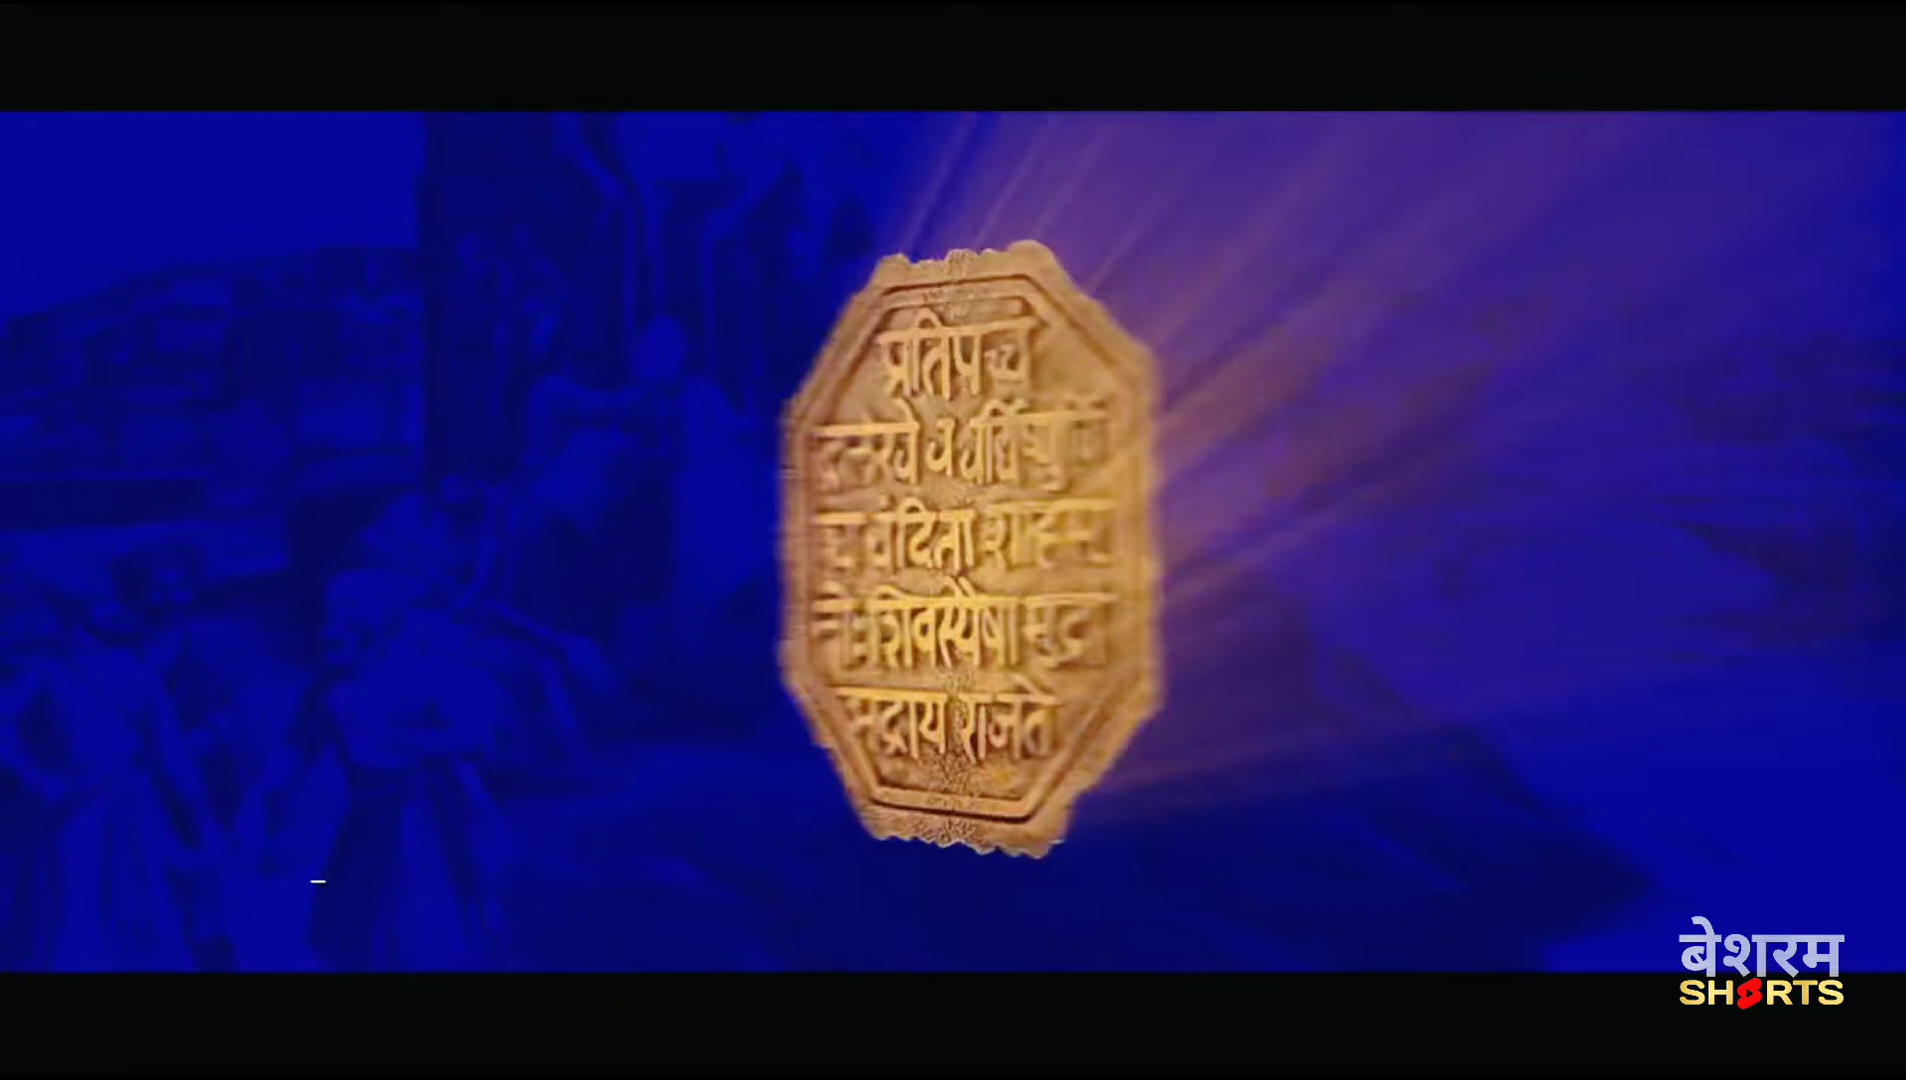 प्रतिपच्चं
द्रलेखेव वर्धिष्णुर्वि
श्व वंदिता शाहसू
नोः शिवस्यैषा मुद्रा
भद्राय राजते
बेशरम
SHORTS